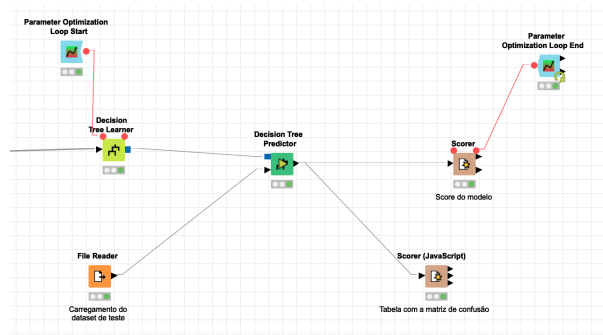 Parameter Optimization
Loop Start
Parameter
Optimization Loop End
Decision
Tree Learner
Decision Tree
Predictor
Scorer
Score do modelo
File Reader
Scorer (JavaScript)
Carregamento do
dataset de teste
Tabela com a matriz de confusão